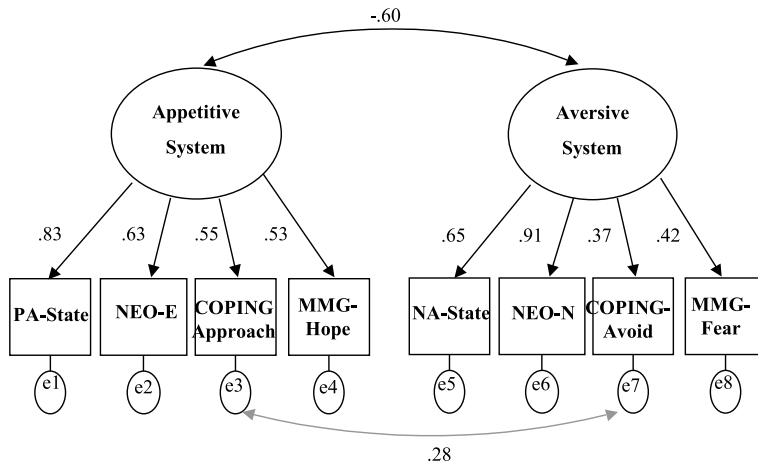 -.60
Appetitive
System
Aversive
System
.83
.63
.55
.53
.65
.91
.37
.42
PA-State
NEO-E
COPING
Approach
MMG-
Hope
NA-State
NEO-N
COPING-
Avoid
MMG-
Fear
e1
e2
e3
e4
e5
e6
e7
e8
.28